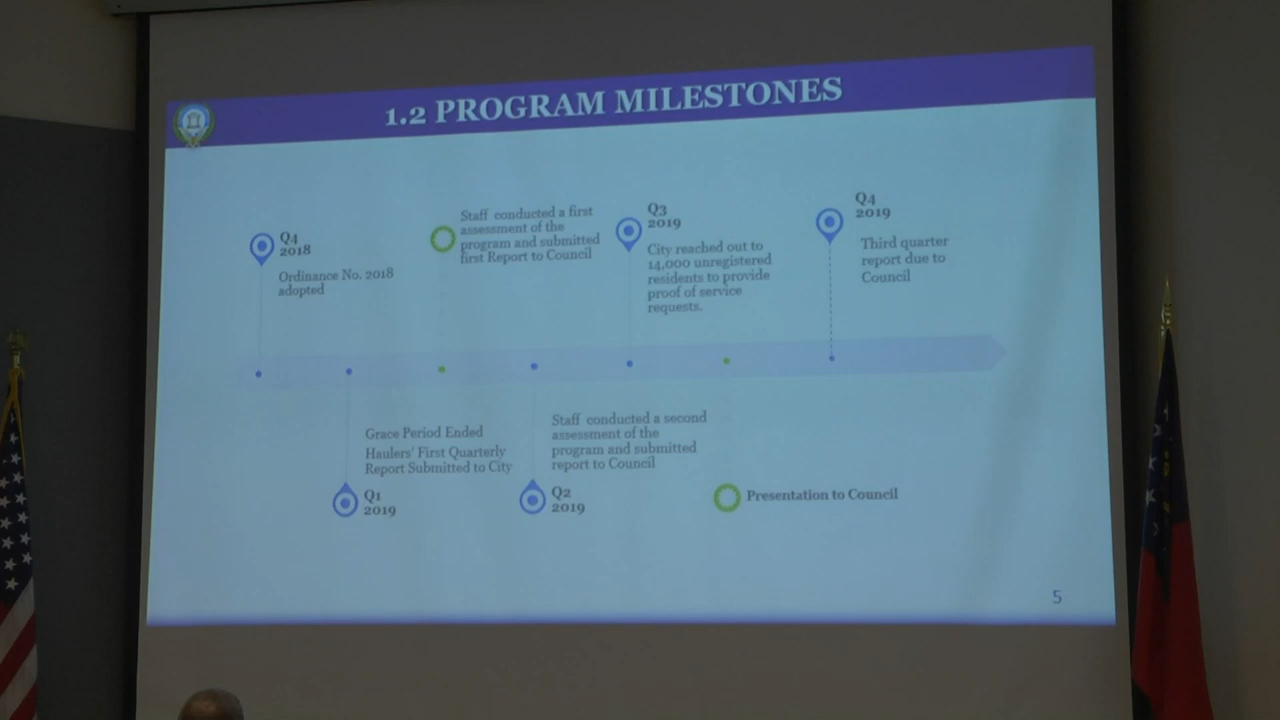 1.2 PROGRAM MILESTONES
Q4
2018
Ordinance No. 2018
adopted
Staff conducted a first
assessment of the
program and submitted
first Report to Council
Q3
2019
City reached out to
14,000 unregistered
residents to provide
proof of service
requests.
Q4
2019
Third quarter
report due to
Council
Grace Period Ended
Haulers' First Quarterly
Report Submitted to City
Q1
2019
Staff conducted a second
assessment of the
program and submitted
report to Council
Q2
2019
Presentation to Council
5